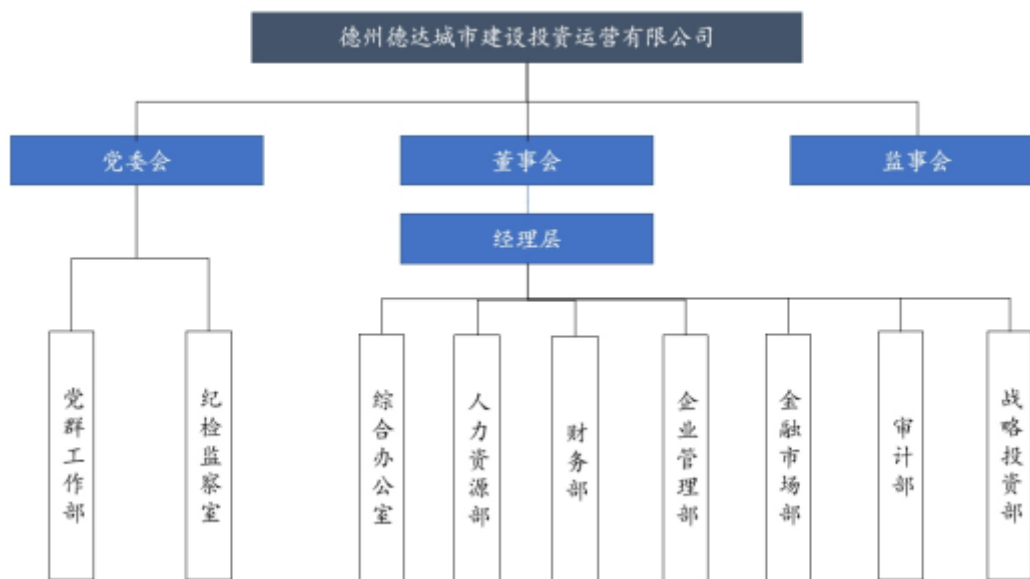 德州德达城市建设投资运营有限公司
党委会
董事会
监事会
经理层
党群工作部
纪检监察室
综合办公室
人力资源部
财务部
企业管理部
金融市场部
审计部
战略投资部